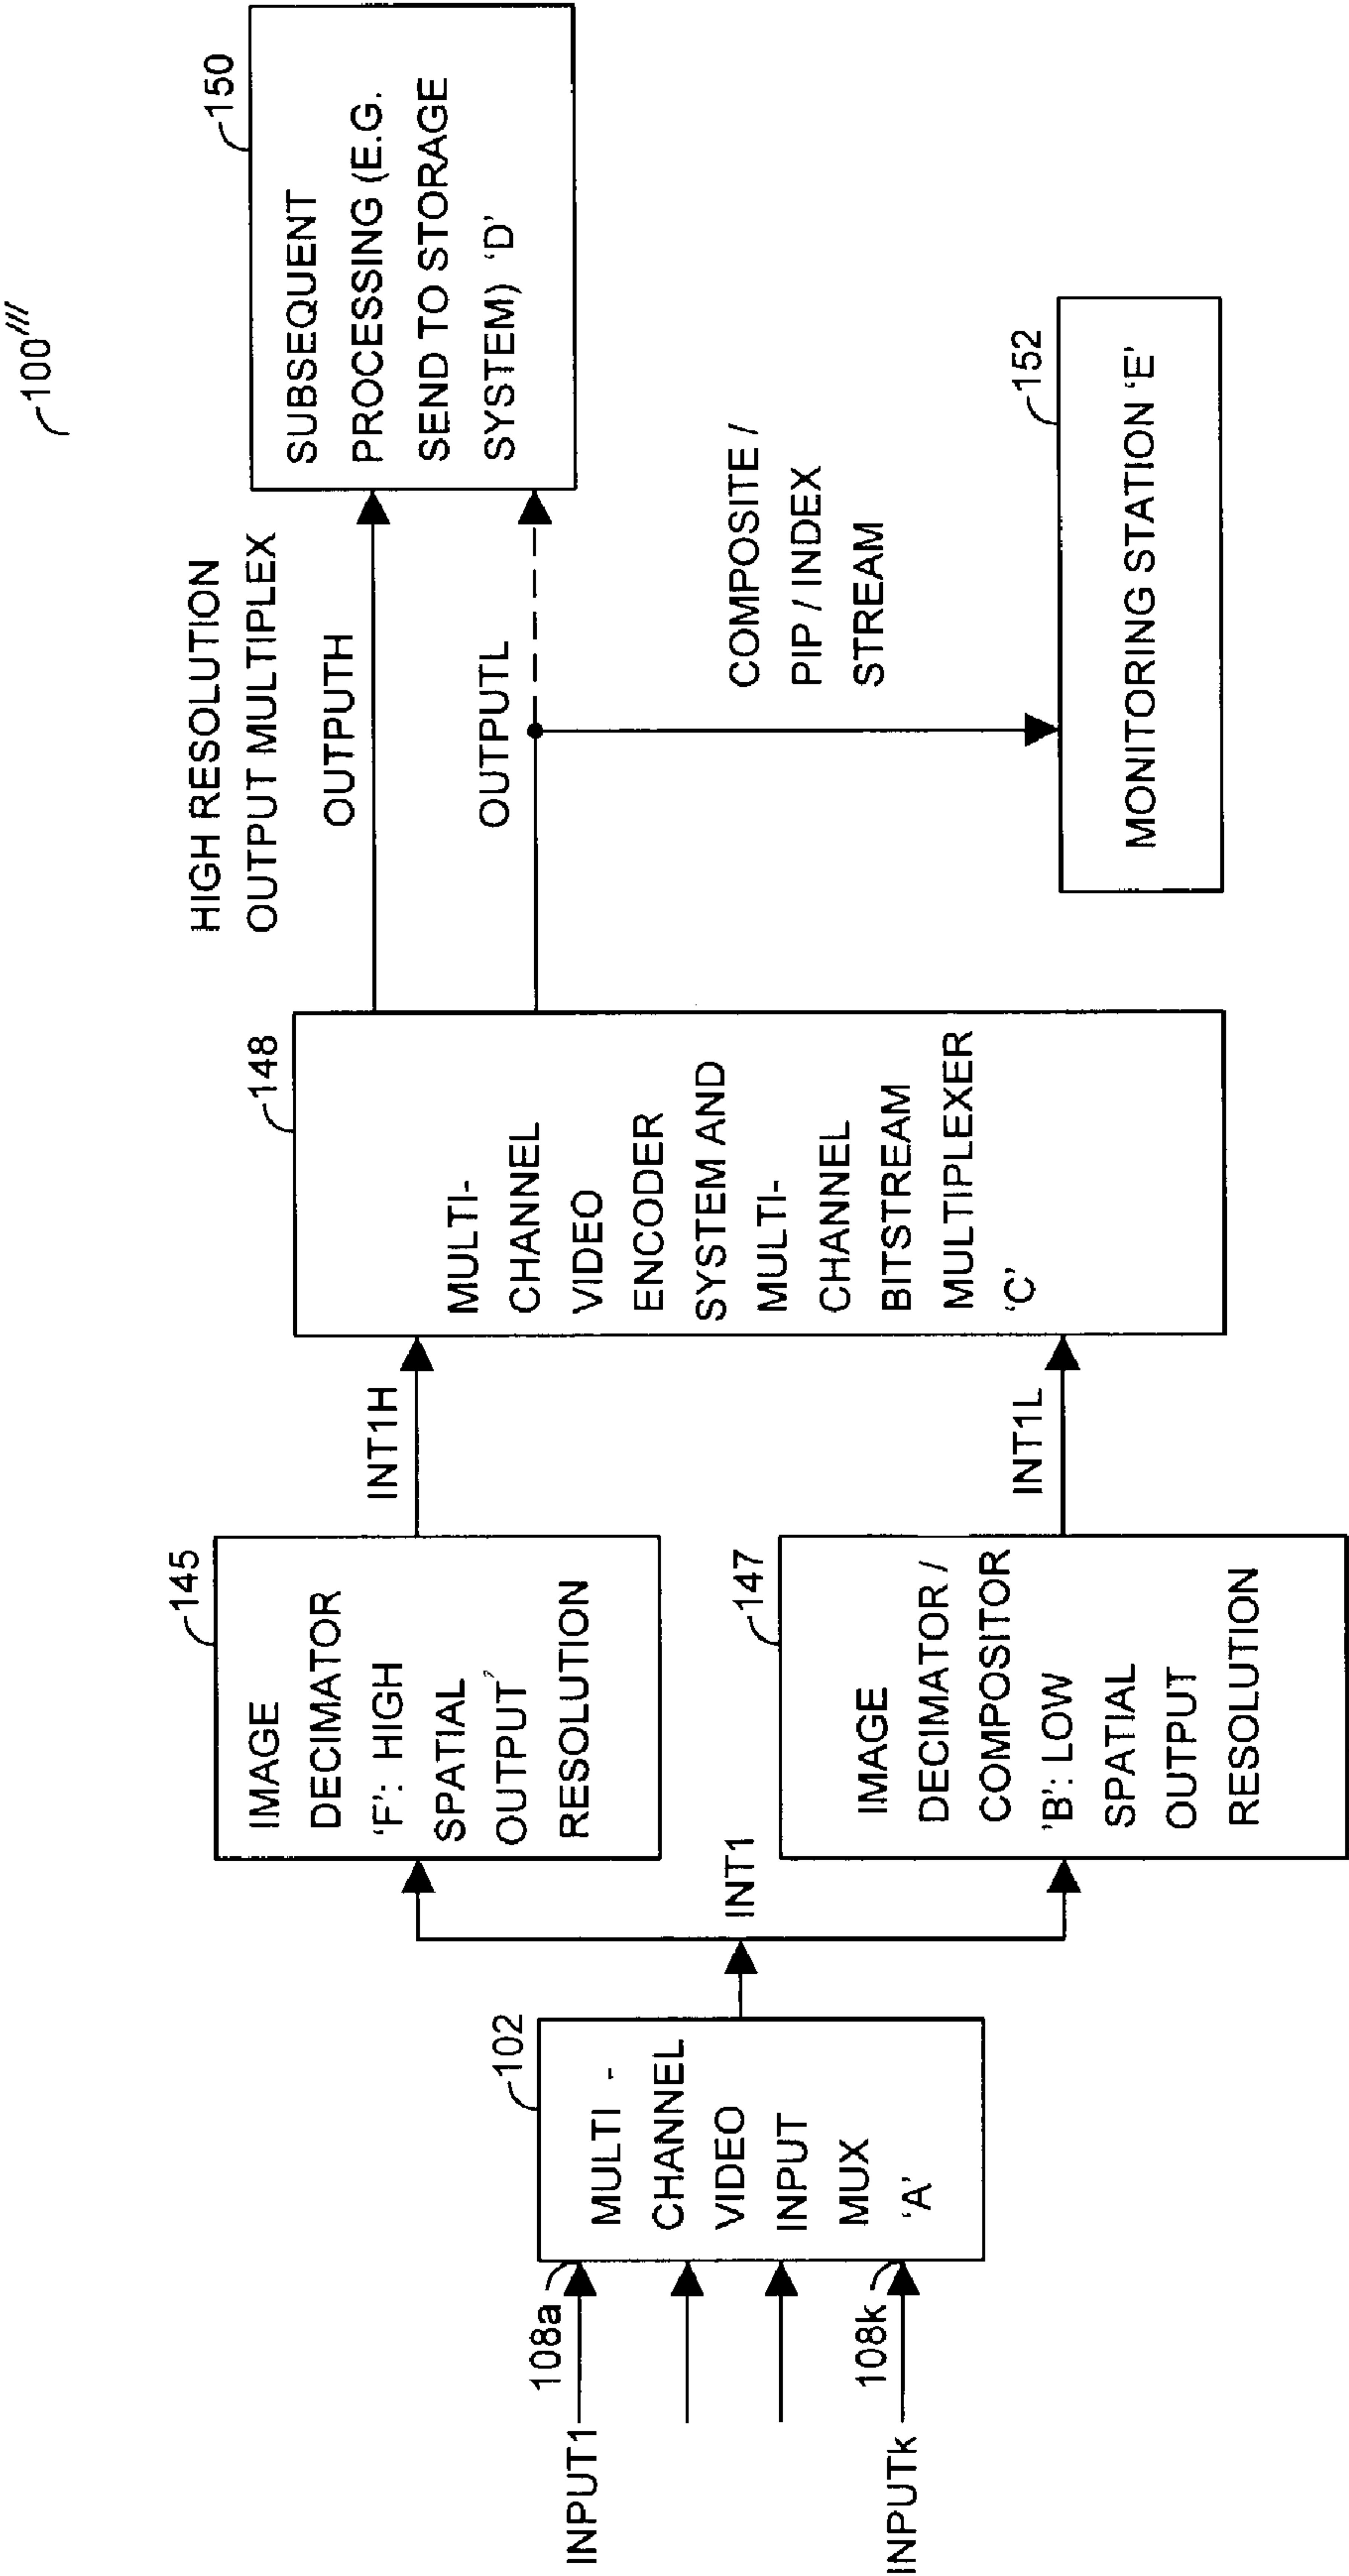 100'''
INPUT1
108a
108k
INPUTk
102
MULTI -
CHANNEL
VIDEO
INPUT
MUX
'A'
INT1
145
IMAGE
DECIMATOR
'F': HIGH
SPATIAL
OUTPUT
RESOLUTION
147
IMAGE
DECIMATOR /
COMPOSITOR
'B': LOW
SPATIAL
OUTPUT
RESOLUTION
INT1H
INT1L
148
MULTI-
CHANNEL
VIDEO
ENCODER
SYSTEM AND
MULTI-
CHANNEL
BITSTREAM
MULTIPLEXER
'C'
HIGH RESOLUTION
OUTPUT MULTIPLEX
OUTPUTH
OUTPUTL
COMPOSITE /
PIP / INDEX
STREAM
150
SUBSEQUENT
PROCESSING (E.G.
SEND TO STORAGE
SYSTEM) 'D'
152
MONITORING STATION 'E'